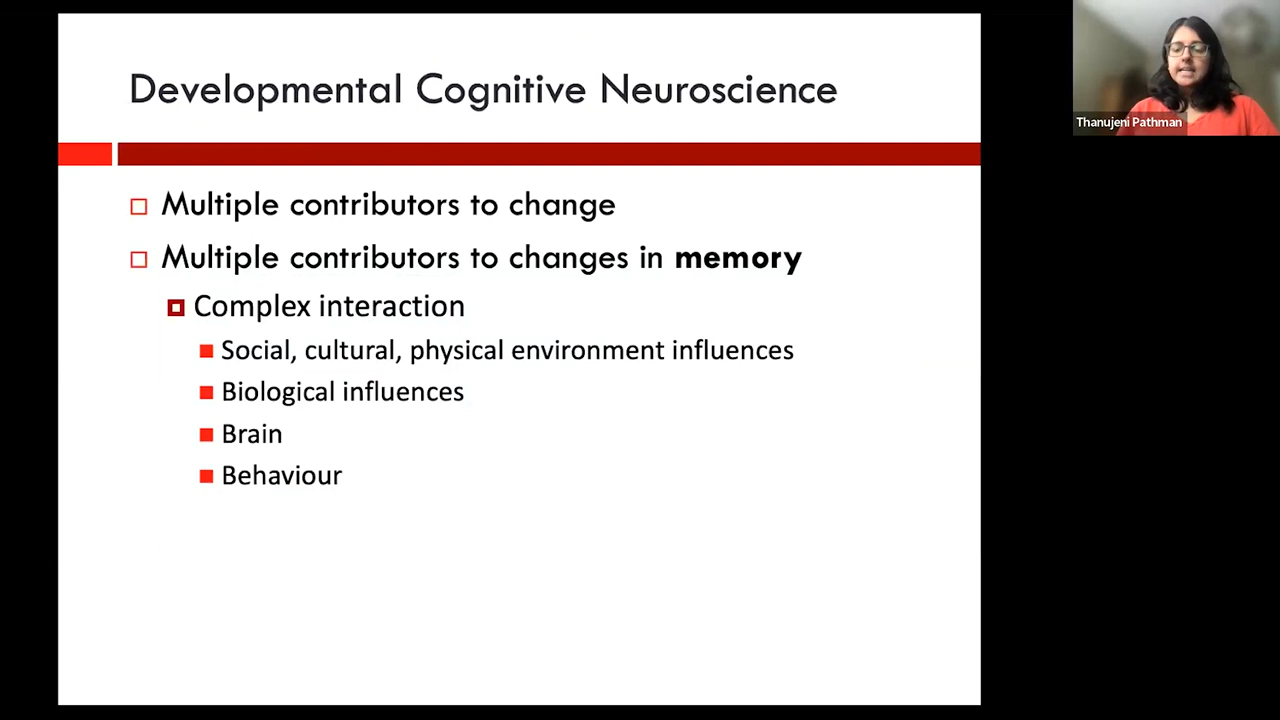 Developmental Cognitive Neuroscience
Thanujeni Pathman
Multiple contributors to change
Multiple contributors to changes in memory
Complex interaction
Social, cultural, physical environment influences
Biological influences
Brain
Behaviour